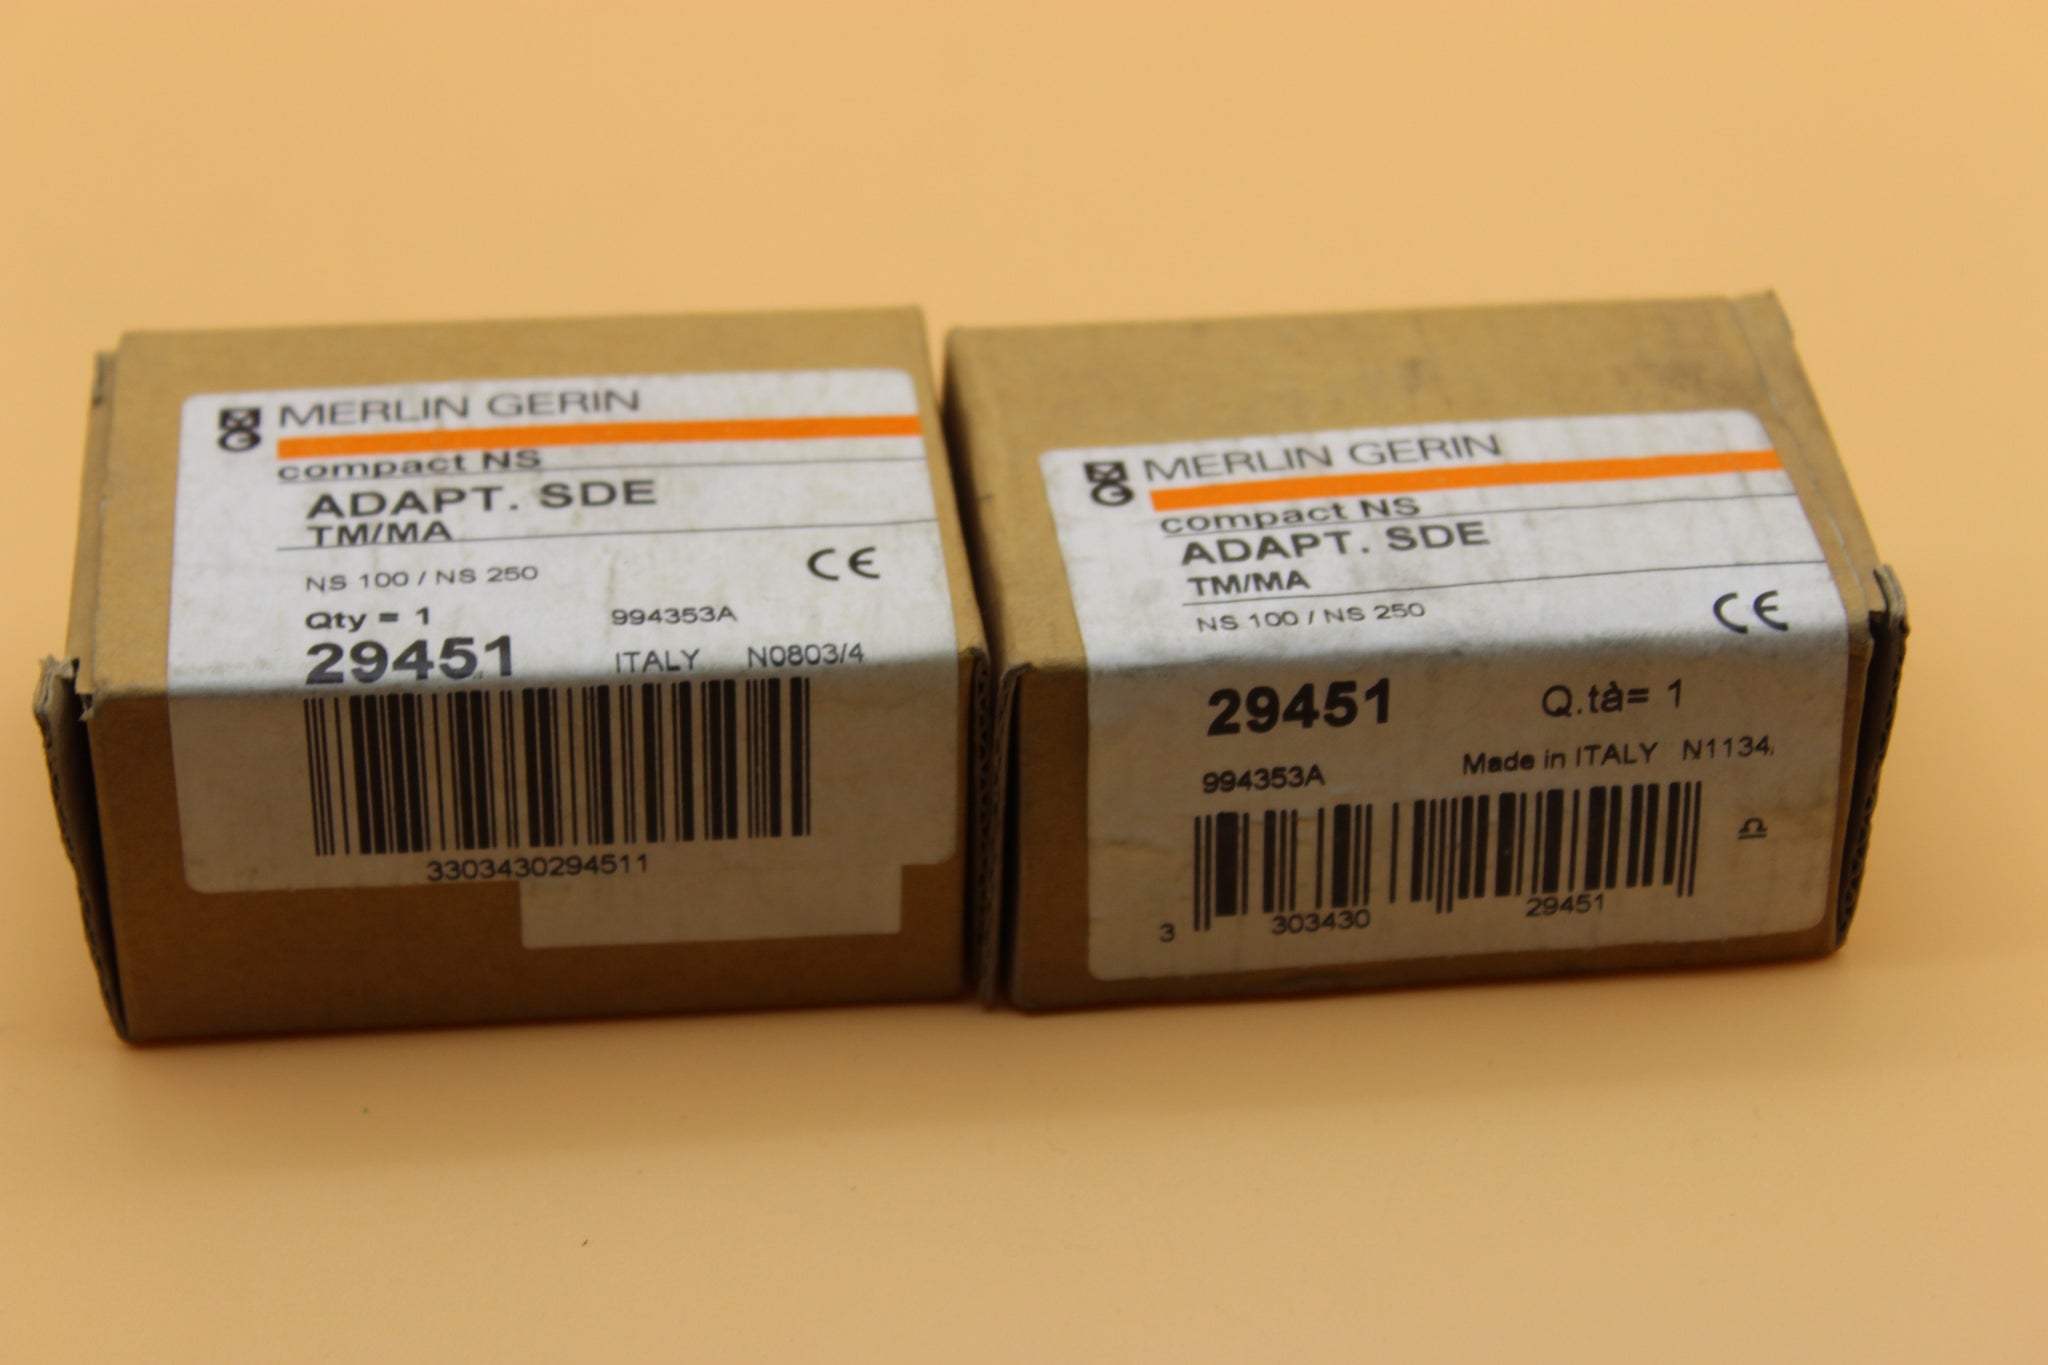 MERLIN GERIN
compact NS
ADAPT. SDE
TM/MA
NS 100 / NS 250
Qty = 1 994353A
29451 ITALY N0803/4
3303430294511
MERLIN GERIN
compact NS
ADAPT. SDE
TM/MA
NS 100 / NS 250
29451 Q.tà= 1
994353A Made in ITALY N1134
3 303430 29451